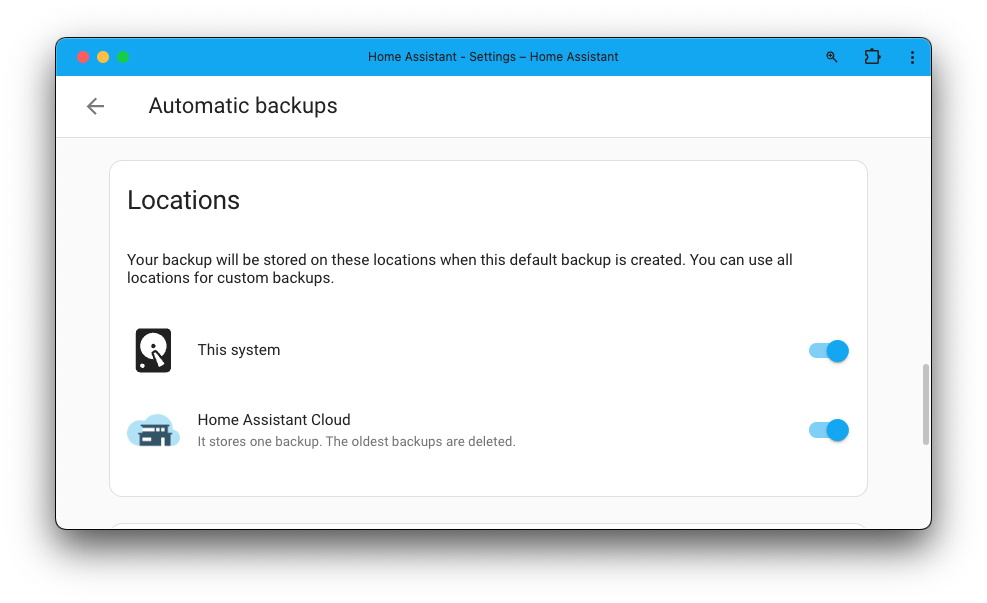 Home Assistant - Settings – Home Assistant
Automatic backups
Locations
Your backup will be stored on these locations when this default backup is created. You can use all
locations for custom backups.
This system
Home Assistant Cloud
It stores one backup. The oldest backups are deleted.